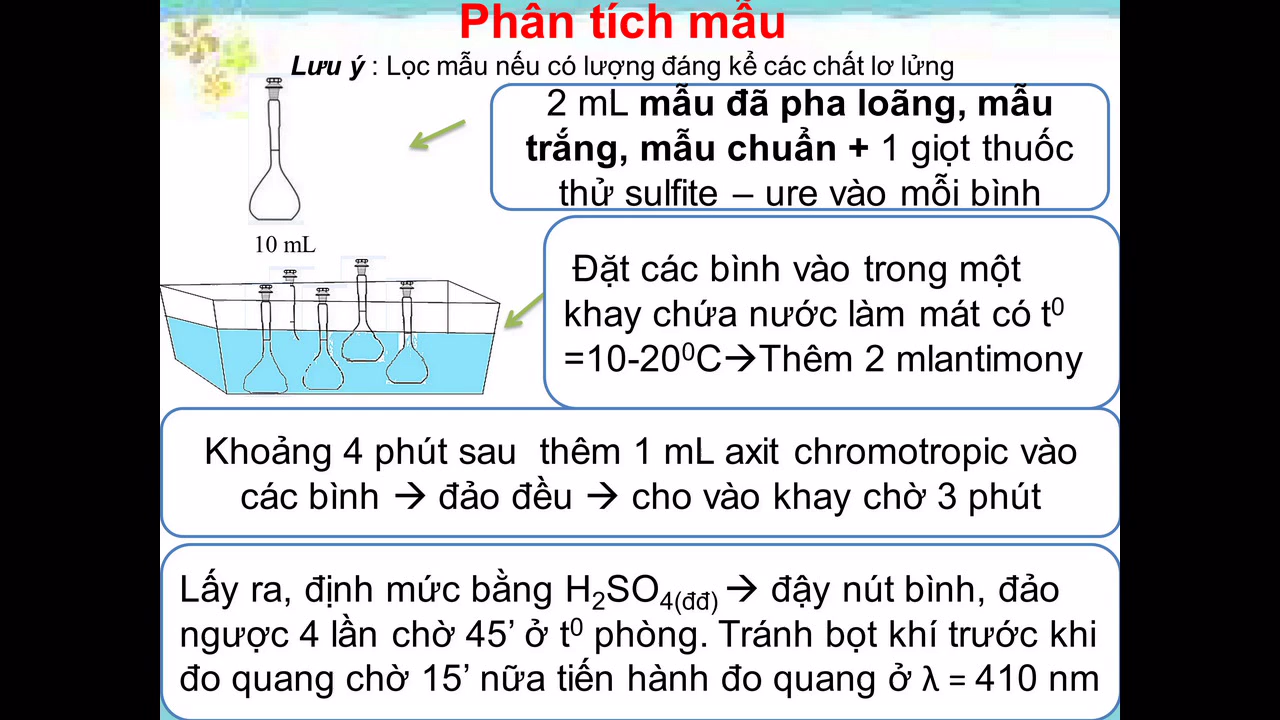 Phân tích mẫu
Lưu ý : Lọc mẫu nếu có lượng đáng kể các chất lơ lửng
2 mL mẫu đã pha loãng, mẫu
trắng, mẫu chuẩn + 1 giọt thuốc
thử sulfite – ure vào mỗi bình
10 mL
Đặt các bình vào trong một
khay chứa nước làm mát có t⁰
=10-20⁰C→Thêm 2 mlantimony
Khoảng 4 phút sau thêm 1 mL axit chromotropic vào
các bình → đảo đều → cho vào khay chờ 3 phút
Lấy ra, định mức bằng H₂SO₄(đđ) → đậy nút bình, đảo
ngược 4 lần chờ 45’ ở t⁰ phòng. Tránh bọt khí trước khi
đo quang chờ 15’ nữa tiến hành đo quang ở λ = 410 nm